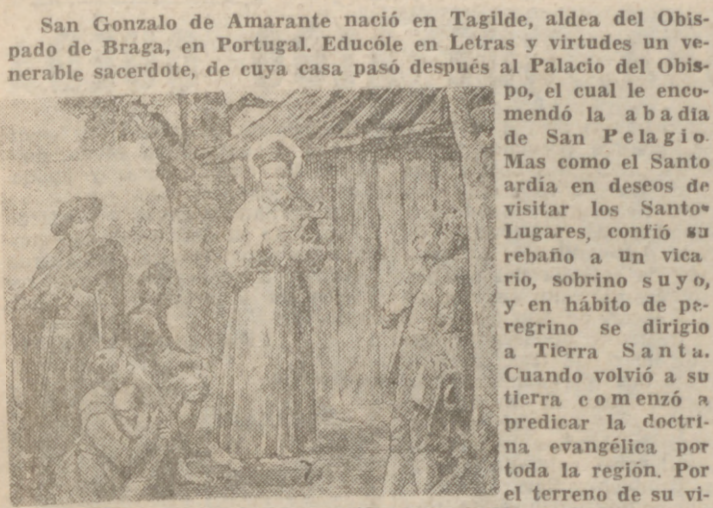 San Gonzalo de Amarante nació en Tagilde, aldea del Obis-
pado de Braga, en Portugal. Educóle en Letras y virtudes un ve-
nerable sacerdote, de cuya casa pasó después al Palacio del Obis-
po, el cual le enco-
mendó la abadía
de San Pelagio.
Mas como el Santo
ardía en deseos de
visitar los Santos
Lugares, confió su
rebaño a un vica
rio, sobrino suyo,
y en hábito de pe-
regrino se dirigio
a Tierra Santa.
Cuando volvió a su
tierra comenzó a
predicar la doctri-
na evangélica por
toda la región. Por
el terreno de su vi-